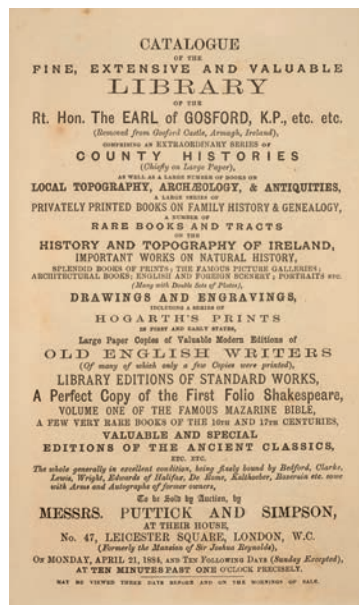 CATALOGUE
OF THE
FINE, EXTENSIVE AND VALUABLE
LIBRARY
OF THE
Rt. Hon. The EARL of GOSFORD, K.P., etc. etc.
(Removed from Gosford Castle, Armagh, Ireland),
COMPRISING AN EXTRAORDINARY SERIES OF
COUNTY HISTORIES
(Chiefly on Large Paper),
AS WELL AS A LARGE NUMBER OF BOOKS ON
LOCAL TOPOGRAPHY, ARCHÆOLOGY, & ANTIQUITIES,
A LARGE SERIES OF
PRIVATELY PRINTED BOOKS ON FAMILY HISTORY & GENEALOGY,
A NUMBER OF
RARE BOOKS AND TRACTS
ON THE
HISTORY AND TOPOGRAPHY OF IRELAND,
IMPORTANT WORKS ON NATURAL HISTORY,
SPLENDID BOOKS OF PRINTS; THE FAMOUS PICTURE GALLERIES;
ARCHITECTURAL BOOKS; ENGLISH AND FOREIGN SCENERY; PORTRAITS ETC.
(Many with Double Sets of Plates),
DRAWINGS AND ENGRAVINGS,
INCLUDING A SERIES OF
HOGARTH'S PRINTS
IN FIRST AND EARLY STATES,
Large Paper Copies of Valuable Modern Editions of
OLD ENGLISH WRITERS
(Of many of which only a few Copies were printed),
LIBRARY EDITIONS OF STANDARD WORKS,
A Perfect Copy of the First Folio Shakespeare,
VOLUME ONE OF THE FAMOUS MAZARINE BIBLE,
A FEW VERY RARE BOOKS OF THE 16TH AND 17TH CENTURIES,
VALUABLE AND SPECIAL
EDITIONS OF THE ANCIENT CLASSICS,
ETC. ETC.
The whole generally in excellent condition, being finely bound by Bedford, Clarke,
Lewis, Wright, Edwards of Halifax, De Rome, Kalthoeber, Bozerain etc. some
with Arms and Autographs of former owners,
To be Sold by Auction, by
MESSRS. PUTTICK AND SIMPSON,
AT THEIR HOUSE,
No. 47, LEICESTER SQUARE, LONDON, W.C.
(Formerly the Mansion of Sir Joshua Reynolds),
ON MONDAY, APRIL 21, 1884, AND TEN FOLLOWING DAYS (Sunday Excepted),
AT TEN MINUTES PAST ONE O'CLOCK PRECISELY.
MAY BE VIEWED THREE DAYS BEFORE AND ON THE MORNINGS OF SALE.